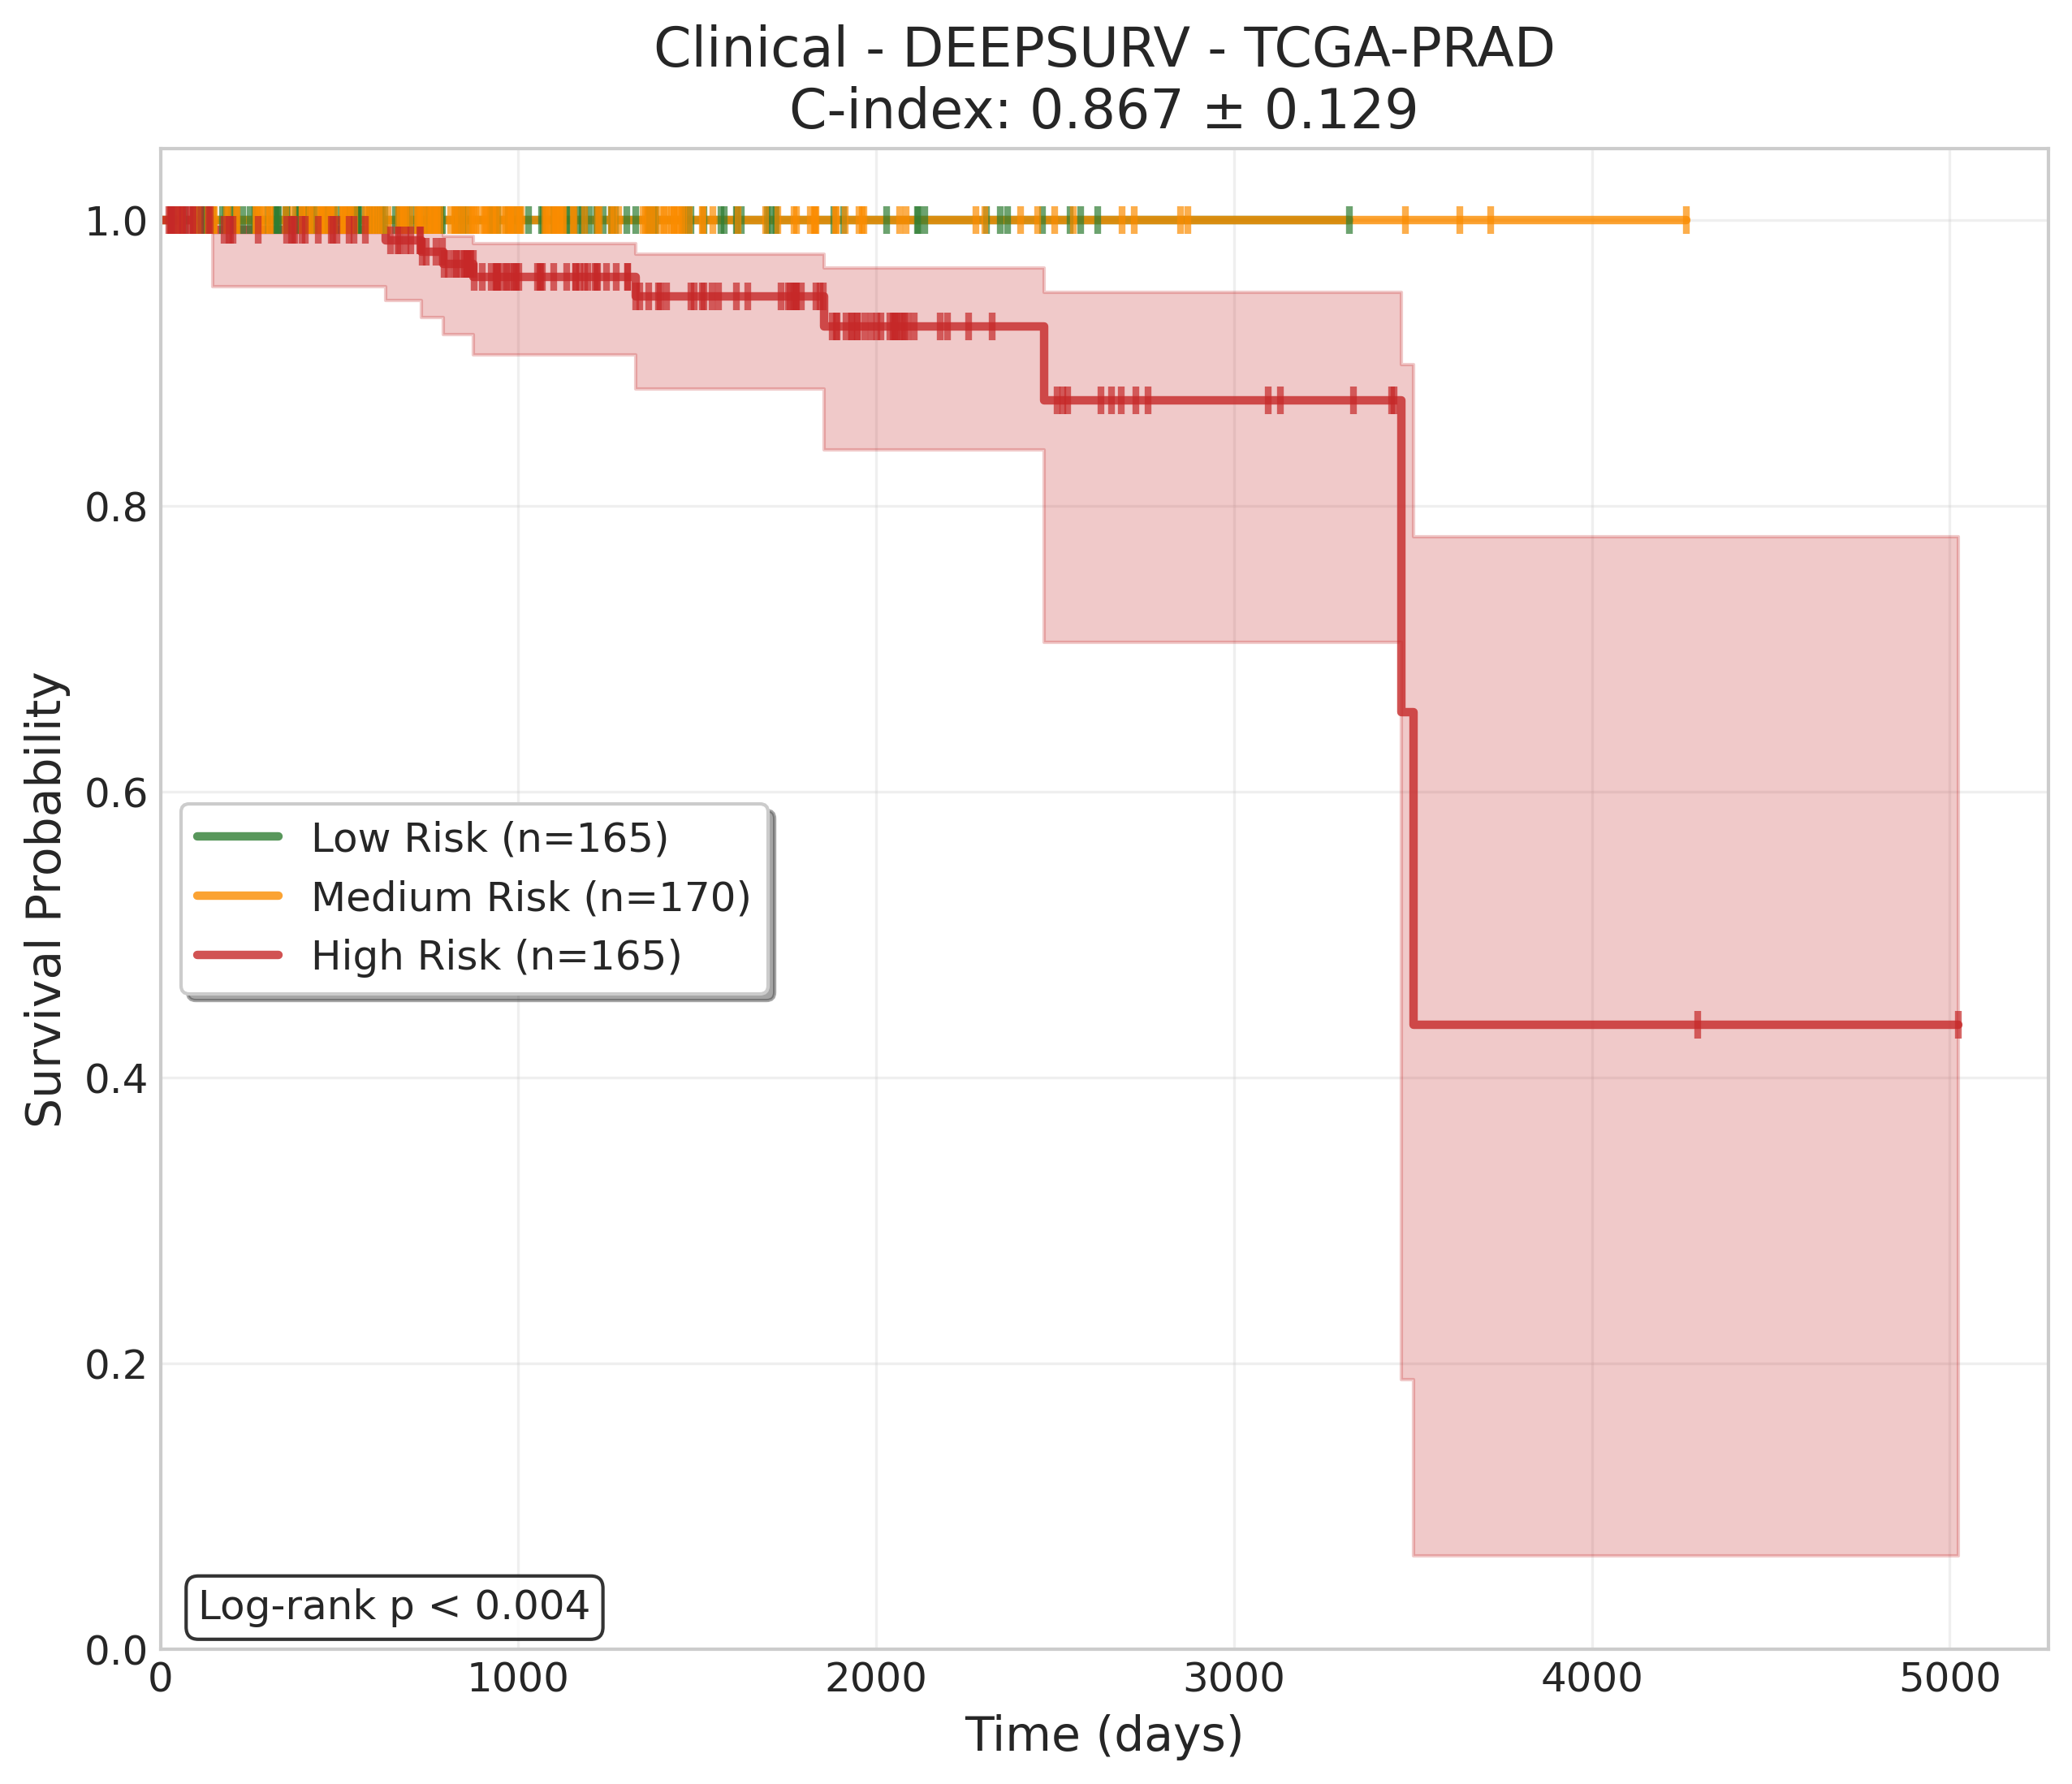 Clinical - DEEPSURV - TCGA-PRAD
C-index: 0.867 ± 0.129
Survival Probability
1.0
0.8
0.6
0.4
0.2
0.0
Low Risk (n=165)
Medium Risk (n=170)
High Risk (n=165)
Log-rank p < 0.004
0 1000 2000 3000 4000 5000
Time (days)